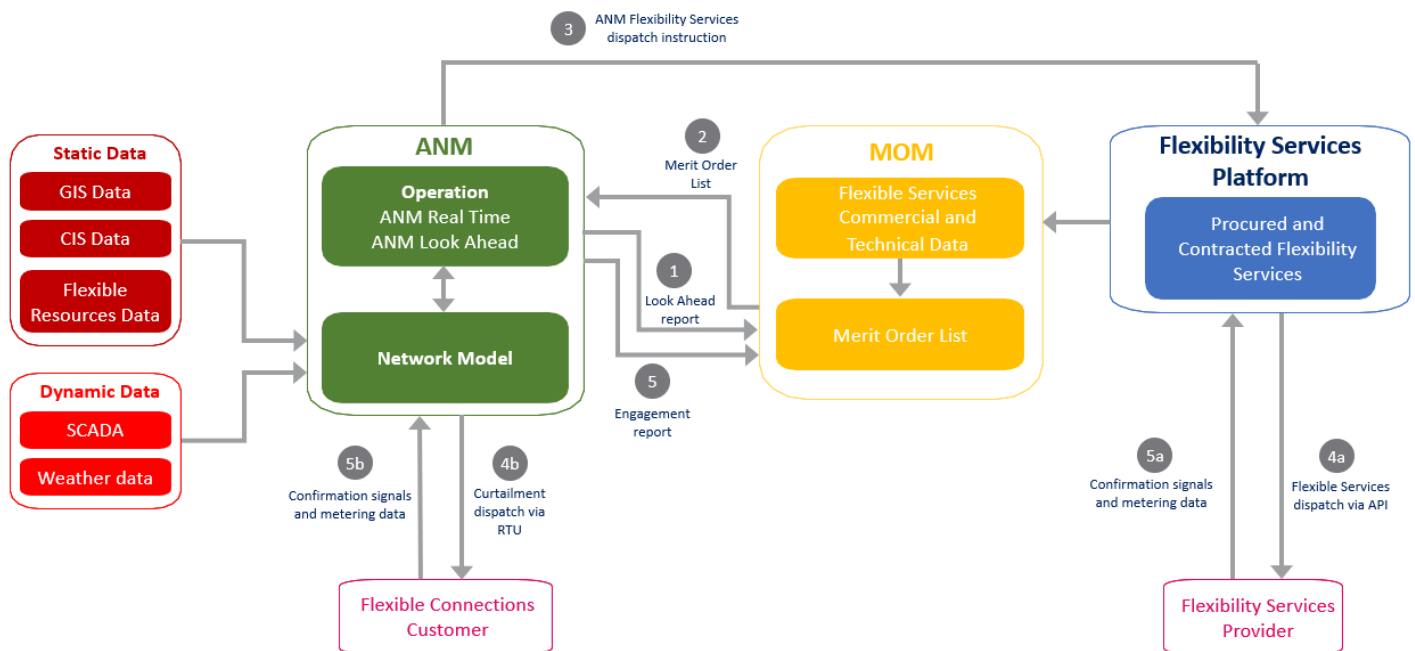 3
ANM Flexibility Services
dispatch instruction
Static Data
GIS Data
CIS Data
Flexible
Resources Data
Dynamic Data
SCADA
Weather data
ANM
Operation
ANM Real Time
ANM Look Ahead
Network Model
2
Merit Order
List
1
Look Ahead
report
5
Engagement
report
MOM
Flexible Services
Commercial and
Technical Data
Merit Order List
Flexibility Services
Platform
Procured and
Contracted Flexibility
Services
5b
Confirmation signals
and metering data
4b
Curtailment
dispatch via
RTU
5a
Confirmation signals
and metering data
4a
Flexible Services
dispatch via API
Flexible Connections
Customer
Flexibility Services
Provider